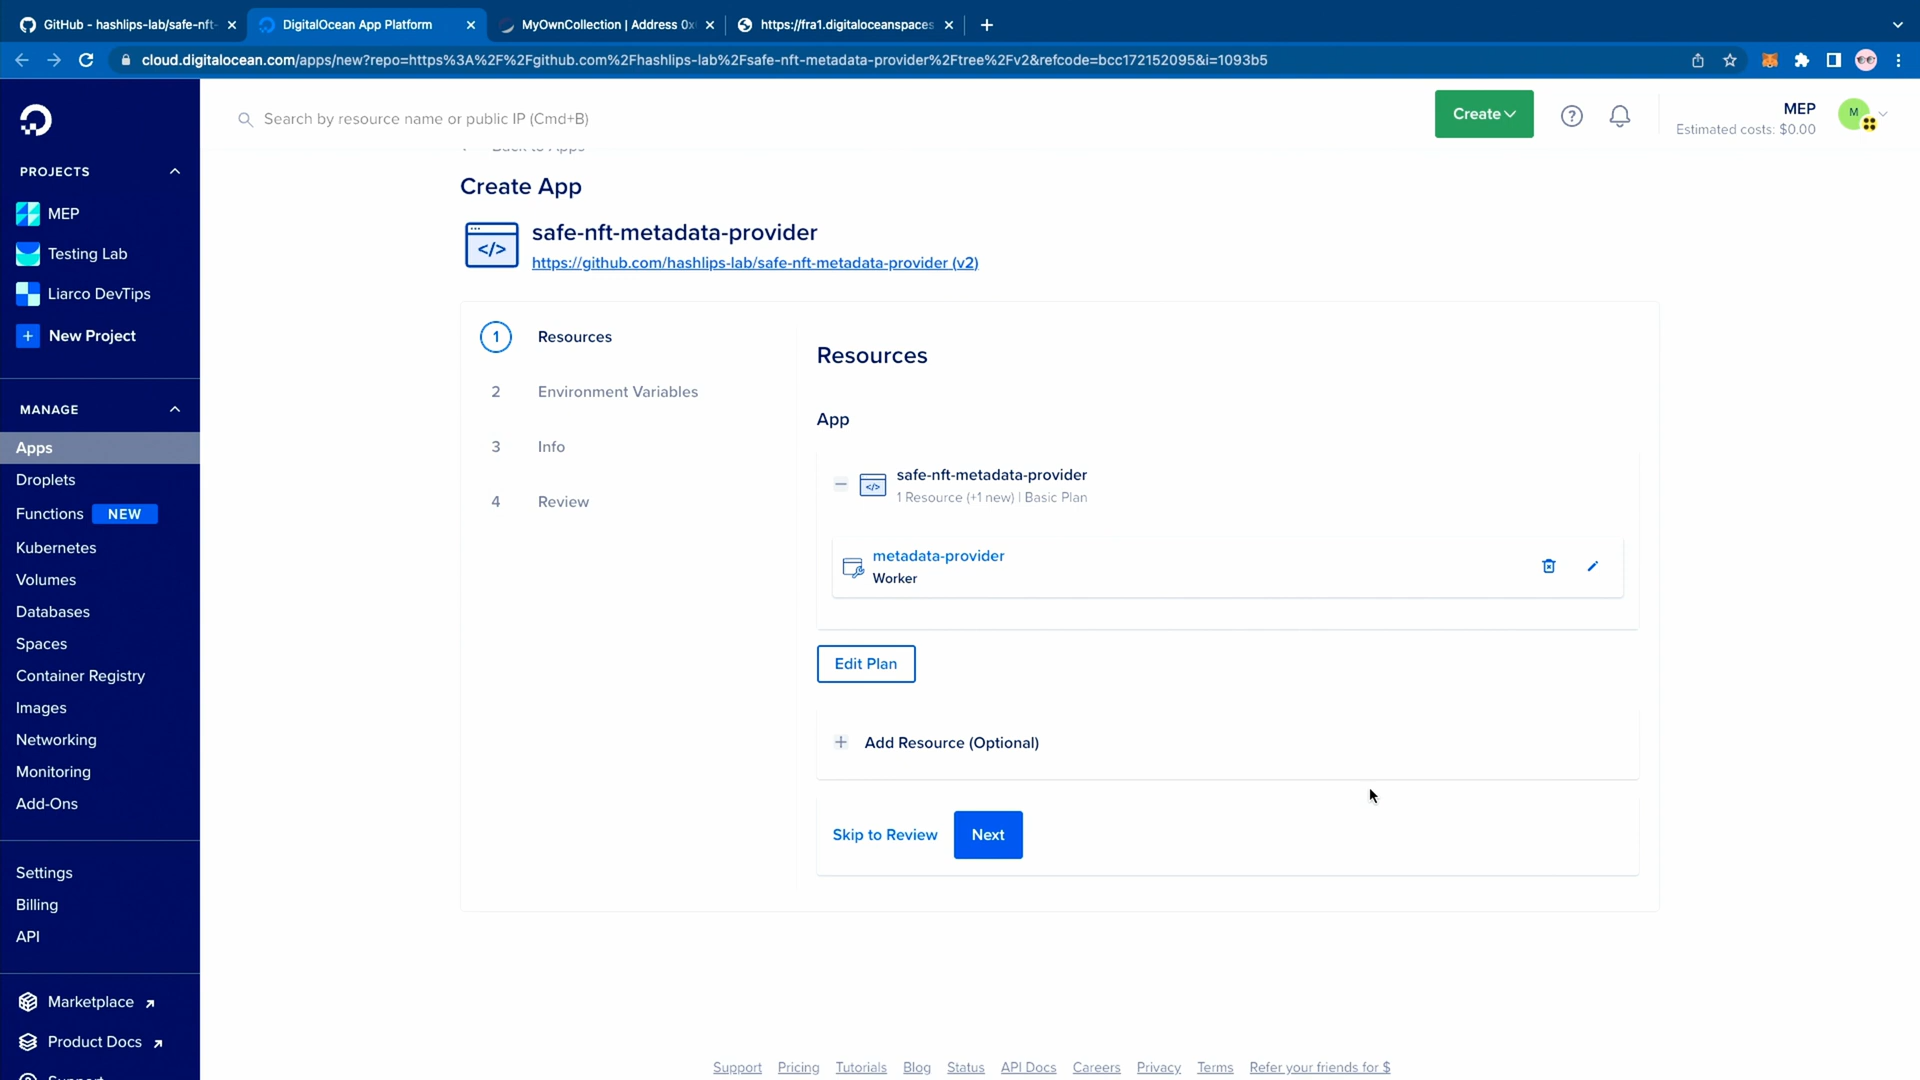 GitHub - hashlips-lab/safe-nft-
DigitalOcean App Platform
MyOwnCollection | Address 0x
https://fra1.digitaloceanspaces
cloud.digitalocean.com/apps/new?repo=https%3A%2F%2Fgithub.com%2Fhashlips-lab%2Fsafe-nft-metadata-provider%2Ftree%2Fv2&refcode=bcc172152095&i=1093b5
Search by resource name or public IP (Cmd+B)
Create
MEP
Estimated costs: $0.00
M
PROJECTS
MEP
Testing Lab
Liarco DevTips
New Project
MANAGE
Apps
Droplets
Functions NEW
Kubernetes
Volumes
Databases
Spaces
Container Registry
Images
Networking
Monitoring
Add-Ons
Settings
Billing
API
Marketplace
Product Docs
Support
Back to Apps
Create App
safe-nft-metadata-provider
https://github.com/hashlips-lab/safe-nft-metadata-provider (v2)
1 Resources
2 Environment Variables
3 Info
4 Review
Resources
App
safe-nft-metadata-provider
1 Resource (+1 new) | Basic Plan
metadata-provider
Worker
Edit Plan
Add Resource (Optional)
Skip to Review
Next
Support Pricing Tutorials Blog Status API Docs Careers Privacy Terms Refer your friends for $